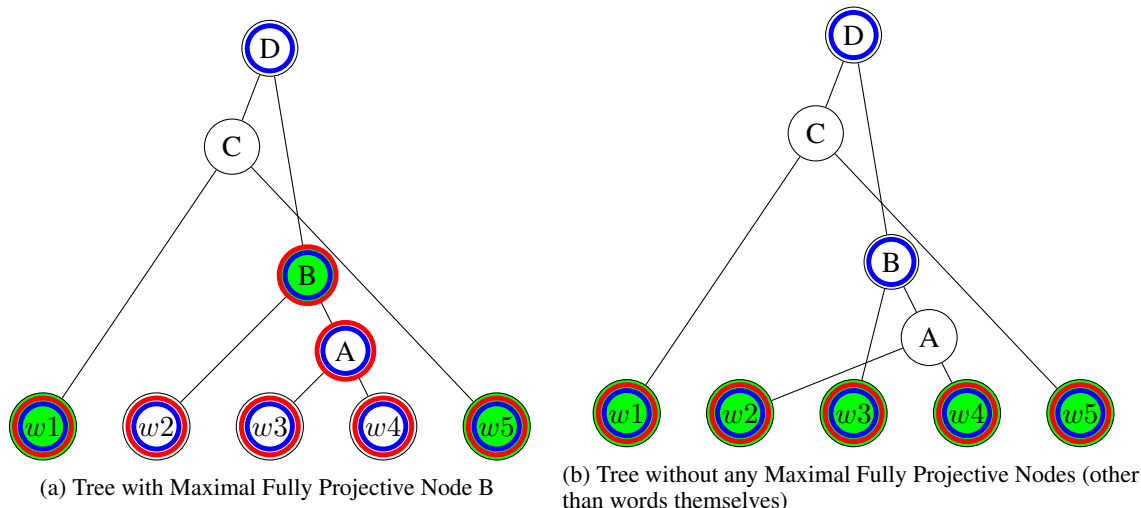 D
D
C
C
B
B
A
A
w1 w2 w3 w4 w5
w1 w2 w3 w4 w5
(a) Tree with Maximal Fully Projective Node B
(b) Tree without any Maximal Fully Projective Nodes (other
than words themselves)